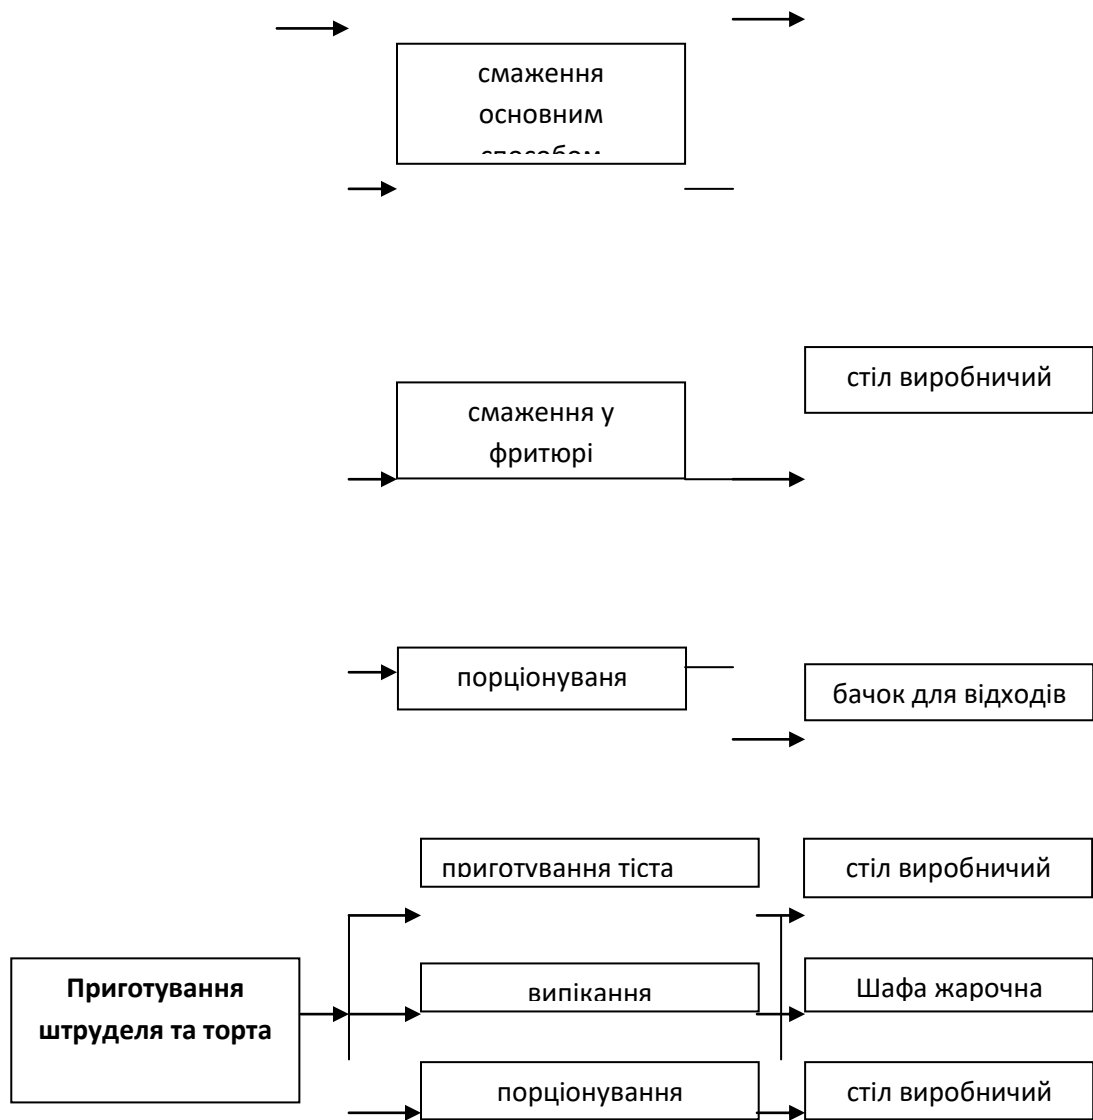 смаження
основним
способом
стіл виробничий
смаження у
фритюрі
порціонуваня
бачок для відходів
приготування тіста
стіл виробничий
Приготування
штруделя та торта
випікання
Шафа жарочна
порціонування
стіл виробничий